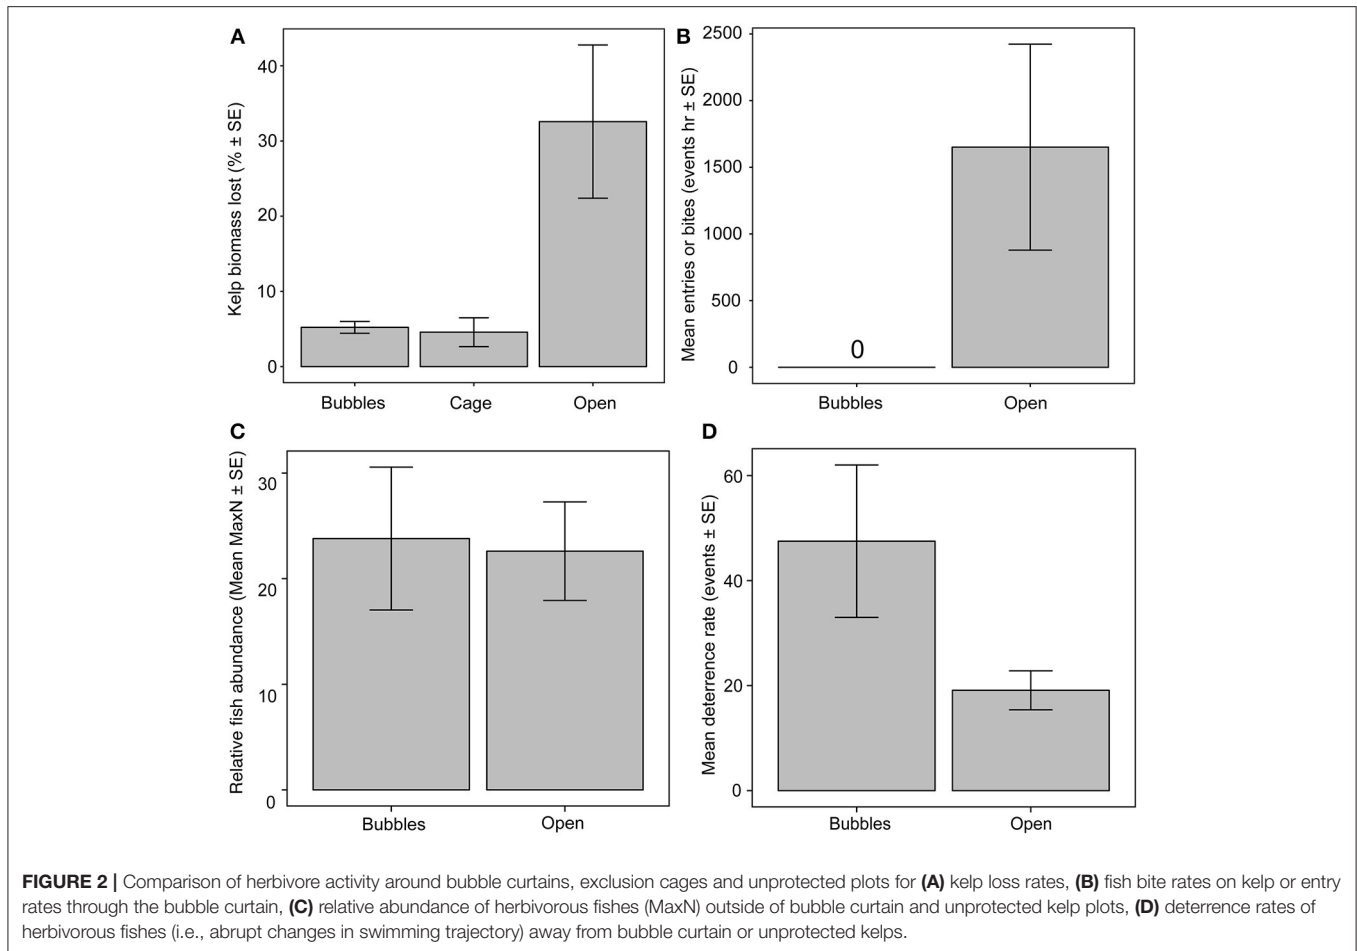 A
Kelp biomass lost (% ± SE)
40
30
20
10
0
Bubbles Cage Open
B
Mean entries or bites (events hr ± SE)
2500
2000
1500
1000
500
0
0
Bubbles Open
C
Relative fish abundance (Mean MaxN ± SE)
30
20
10
0
Bubbles Open
D
Mean deterrence rate (events ± SE)
60
40
20
0
Bubbles Open
FIGURE 2 | Comparison of herbivore activity around bubble curtains, exclusion cages and unprotected plots for (A) kelp loss rates, (B) fish bite rates on kelp or entry
rates through the bubble curtain, (C) relative abundance of herbivorous fishes (MaxN) outside of bubble curtain and unprotected kelp plots, (D) deterrence rates of
herbivorous fishes (i.e., abrupt changes in swimming trajectory) away from bubble curtain or unprotected kelps.